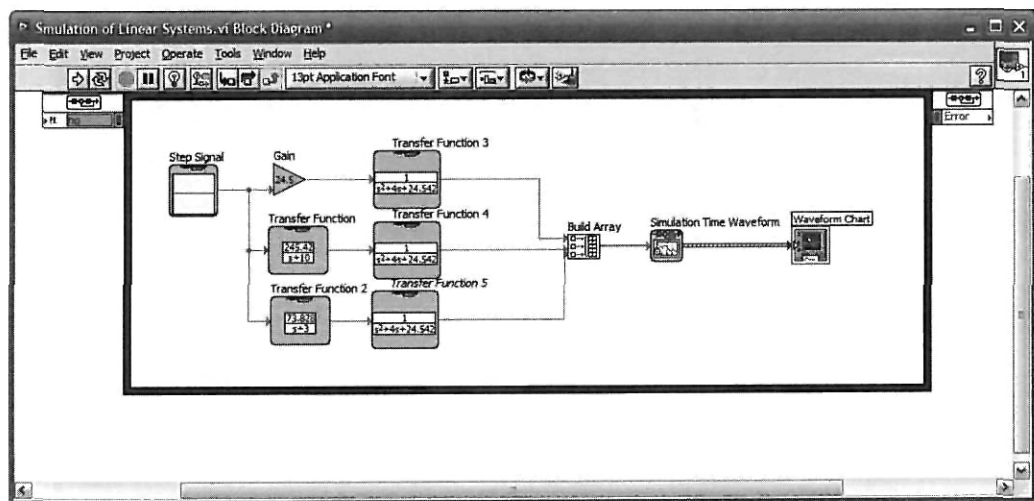 Smulation of Linear Systems.vi Block Diagram *
File Edit View Project Operate Tools Window Help
13pt Application Font
?
Error
Step Signal
Gain
24.5
Transfer Function 3
1
s²+4s+24.542
Transfer Function
245.42
s+10
Transfer Function 4
1
s²+4s+24.542
Transfer Function 2
73.626
s+3
Transfer Function 5
1
s²+4s+24.542
Build Array
Simulation Time Waveform
Waveform Chart